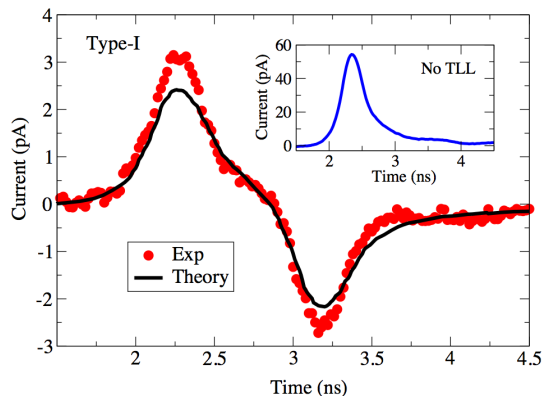 Type-I
No TLL
Current (pA)
60
40
20
0
2
3
4
Time (ns)
Current (pA)
4
3
2
1
0
-1
-2
-3
Exp
Theory
2
2.5
3
3.5
4
4.5
Time (ns)